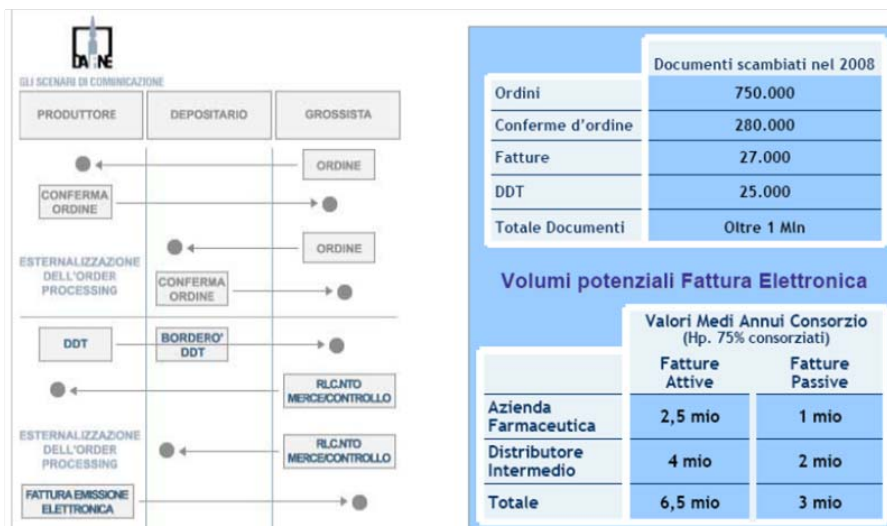 DAFNE
GLI SCENARI DI COMUNICAZIONE
PRODUTTORE
DEPOSITARIO
GROSSISTA
ORDINE
CONFERMA
ORDINE
ORDINE
ESTERNALIZZAZIONE
DELL'ORDER
PROCESSING
CONFERMA
ORDINE
DDT
BORDERO'
DDT
RI.C.NTO
MERCE/CONTROLLO
ESTERNALIZZAZIONE
DELL'ORDER
PROCESSING
RI.C.NTO
MERCE/CONTROLLO
FATTURA EMISSIONE
ELETTRONICA
Documenti scambiati nel 2008
Ordini 750.000
Conferme d'ordine 280.000
Fatture 27.000
DDT 25.000
Totale Documenti Oltre 1 Mln
Volumi potenziali Fattura Elettronica
Valori Medi Annui Consorzio
(Hp. 75% consorziati)
Fatture Attive
Fatture Passive
Azienda Farmaceutica 2,5 mio 1 mio
Distributore Intermedio 4 mio 2 mio
Totale 6,5 mio 3 mio